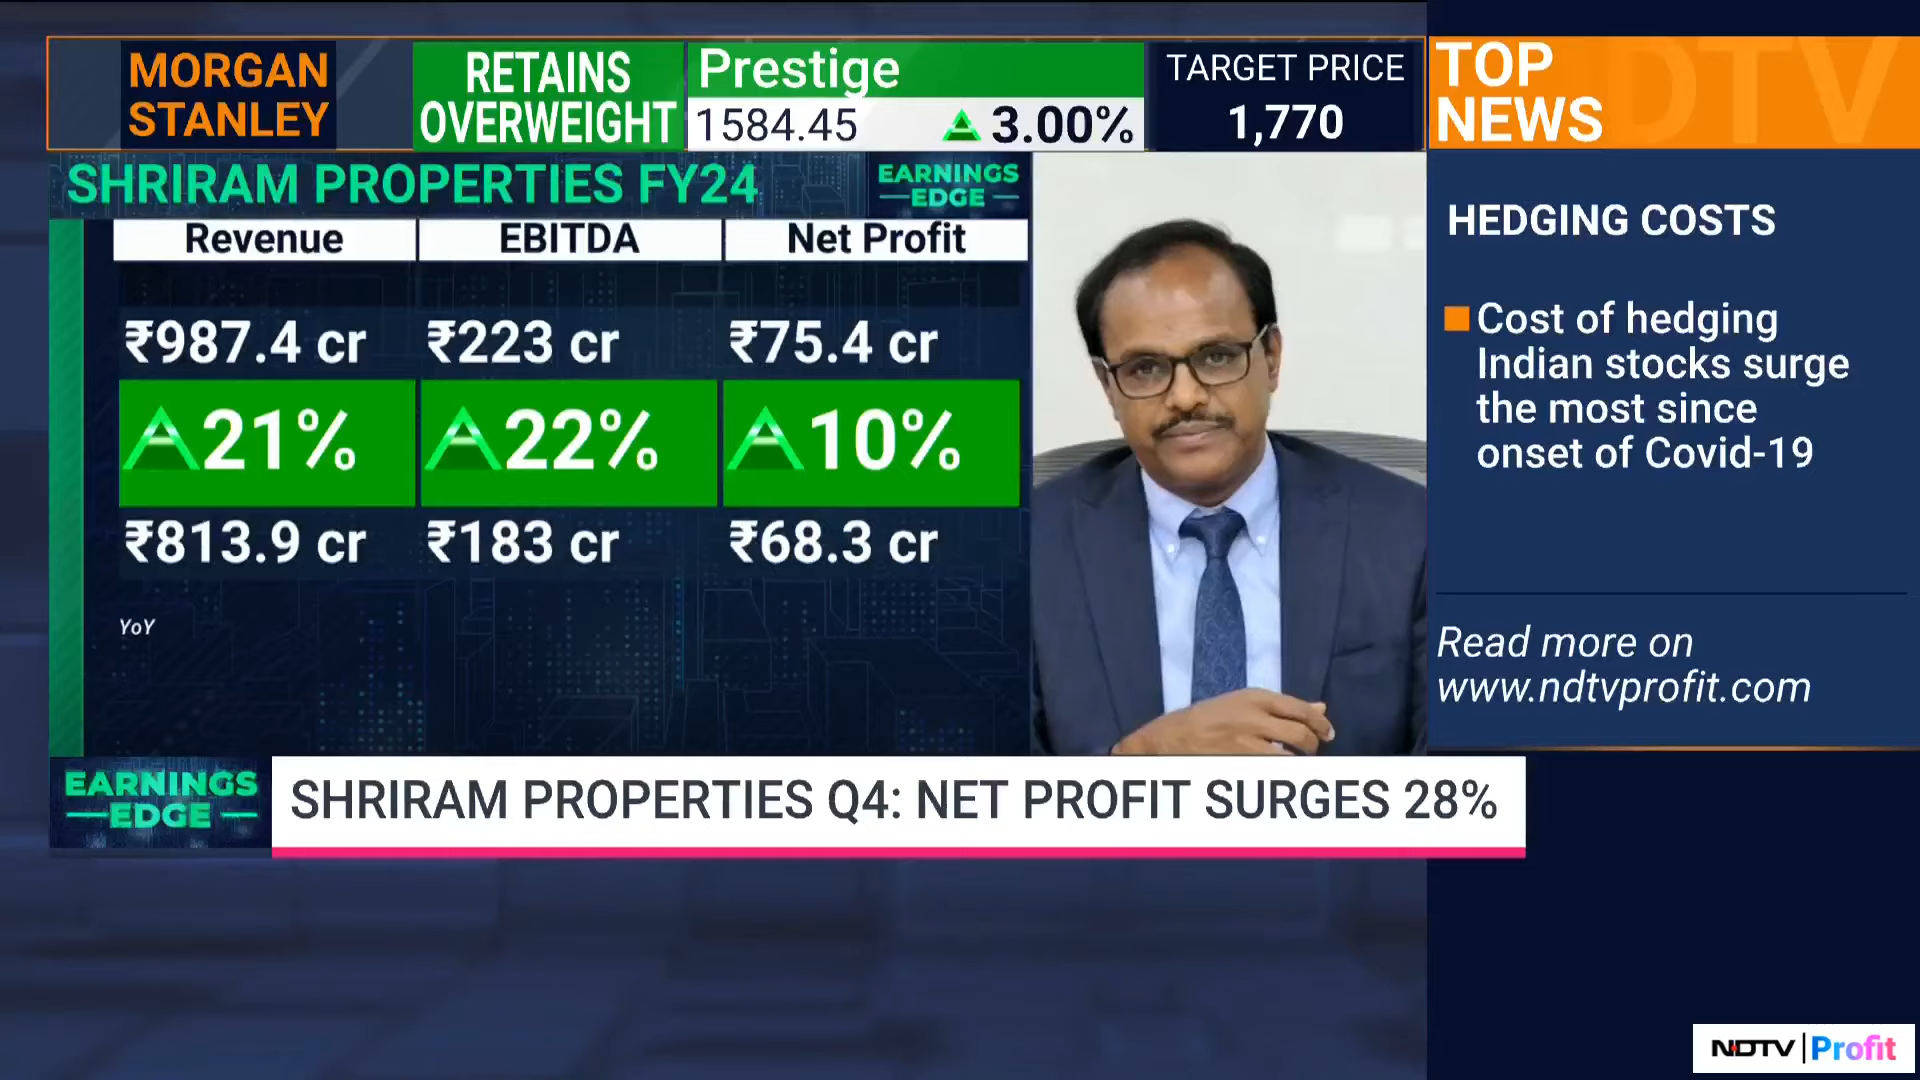 MORGAN
STANLEY
RETAINS
OVERWEIGHT
Prestige
1584.45 3.00%
TARGET PRICE
1,770
TOP
NEWS
NDTV
SHRIRAM PROPERTIES FY24
EARNINGS
EDGE
Revenue EBITDA Net Profit
₹987.4 cr ₹223 cr ₹75.4 cr
21% 22% 10%
₹813.9 cr ₹183 cr ₹68.3 cr
YoY
HEDGING COSTS
Cost of hedging
Indian stocks surge
the most since
onset of Covid-19
Read more on
www.ndtvprofit.com
EARNINGS
EDGE
SHRIRAM PROPERTIES Q4: NET PROFIT SURGES 28%
NDTV | Profit